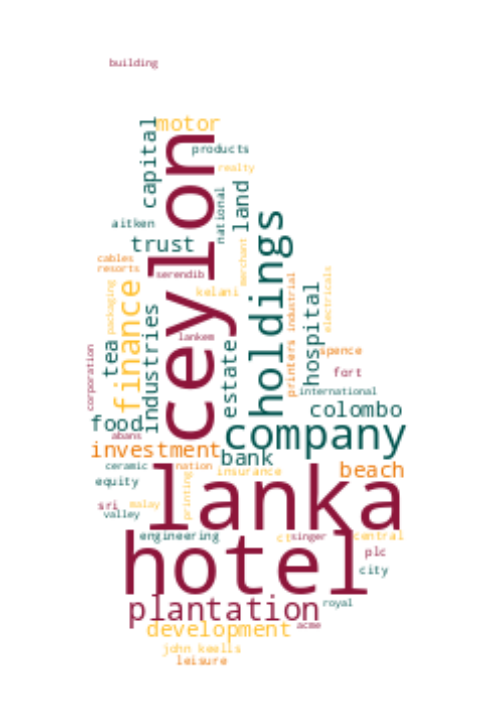 building
capital
motor
ceylon
products
realty
national
land
aitken
trust
holdings
merchant
cables
resorts
serendib
packaging
kelani
finance
industries
tea
lankem
estate
industrial
printers
hospital
electricals
spence
fort
corporation
international
colombo
food
abans
company
investment
bank
ceramic
nation
insurance
beach
equity
printing
lanka
sri
malay
valley
engineering
ct
singer
central
hotel
plc
city
plantation
royal
development
acme
john keells
leisure